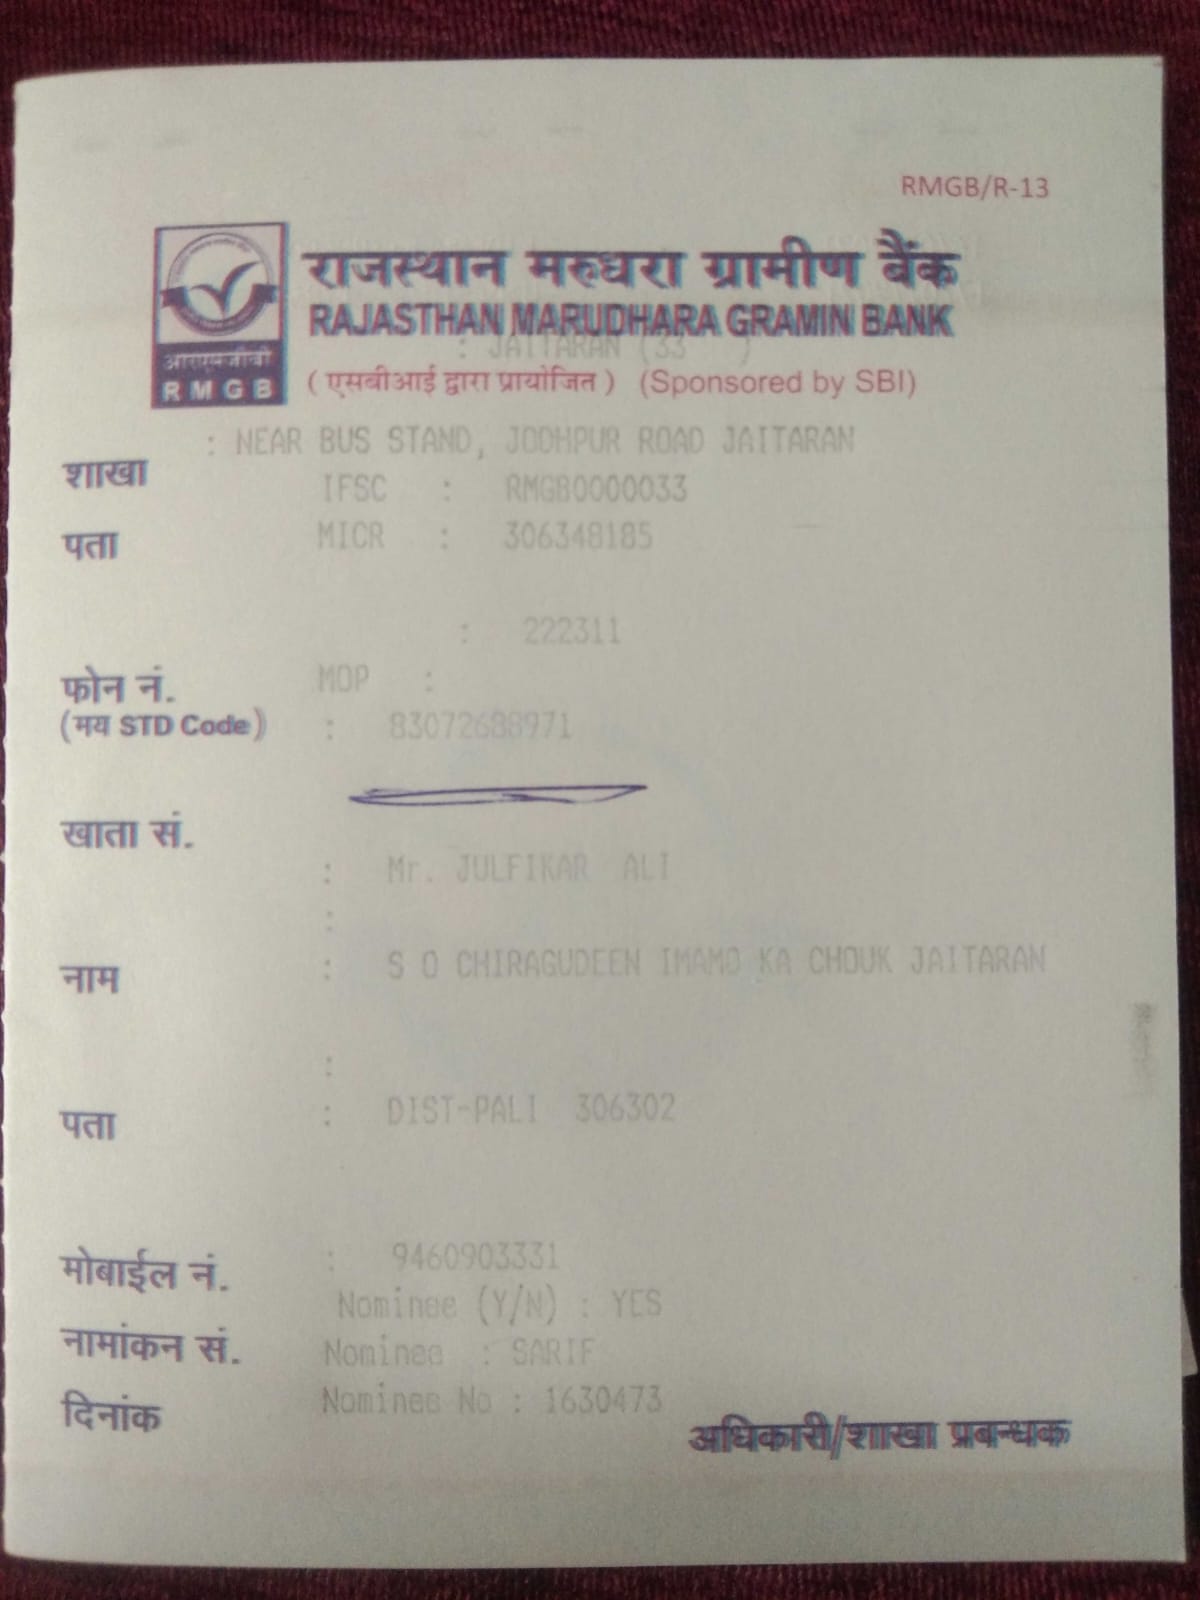 RMGB/R-13
राजस्थान मरुधरा ग्रामीण बैंक
RAJASTHAN MARUDHARA GRAMIN BANK
: JAITARAN (33 )
आरएमजीबी
RMGB
( एसबीआई द्वारा प्रायोजित ) (Sponsored by SBI)
: NEAR BUS STAND, JODHPUR ROAD JAITARAN
शाखा
IFSC : RMGB0000033
पता
MICR : 306348185
: 222311
फोन नं.
MOP :
(मय STD Code)
: 83072688971
खाता सं.
: Mr. JULFIKAR ALI
:
नाम
: S O CHIRAGUDEEN IMAMO KA CHOUK JAITARAN
:
पता
: DIST-PALI 306302
मोबाईल नं.
: 9460903331
Nominee (Y/N) : YES
नामांकन सं.
Nominee : SARIF
दिनांक
Nominee No : 1630473
अधिकारी/शाखा प्रबन्धक